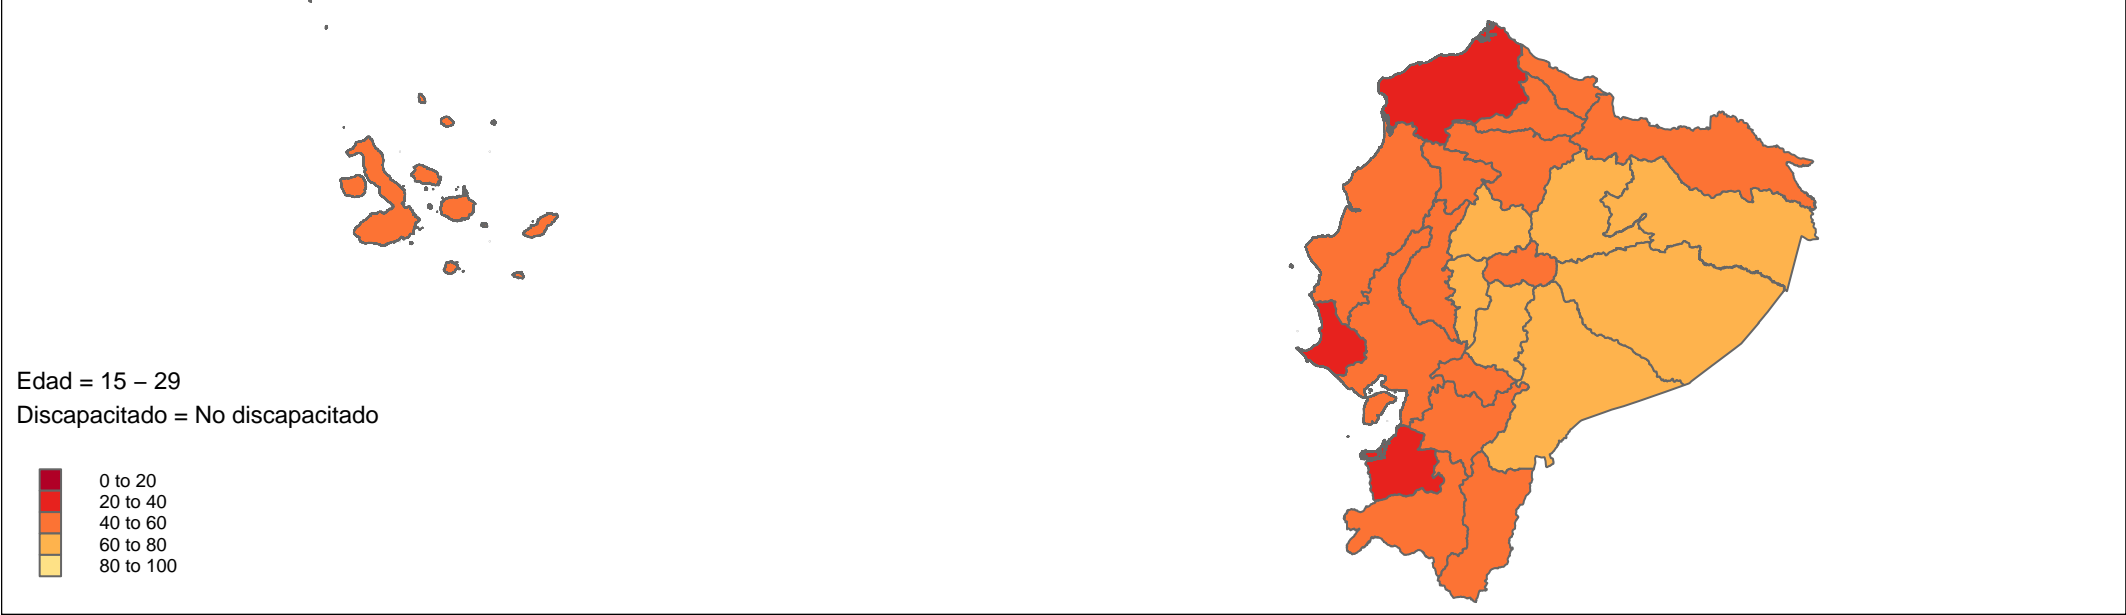 Edad = 15 – 29
Discapacitado = No discapacitado
0 to 20
20 to 40
40 to 60
60 to 80
80 to 100